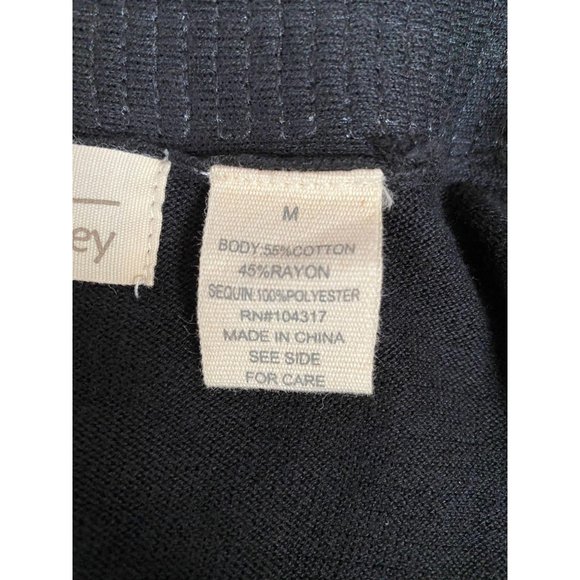 ey
M
BODY:55%COTTON
45%RAYON
SEQUIN:100%POLYESTER
RN#104317
MADE IN CHINA
SEE SIDE
FOR CARE